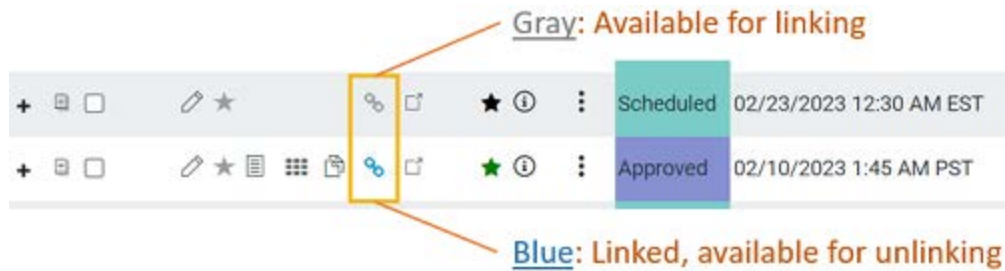 Gray: Available for linking
Scheduled 02/23/2023 12:30 AM EST
Approved 02/10/2023 1:45 AM PST
Blue: Linked, available for unlinking